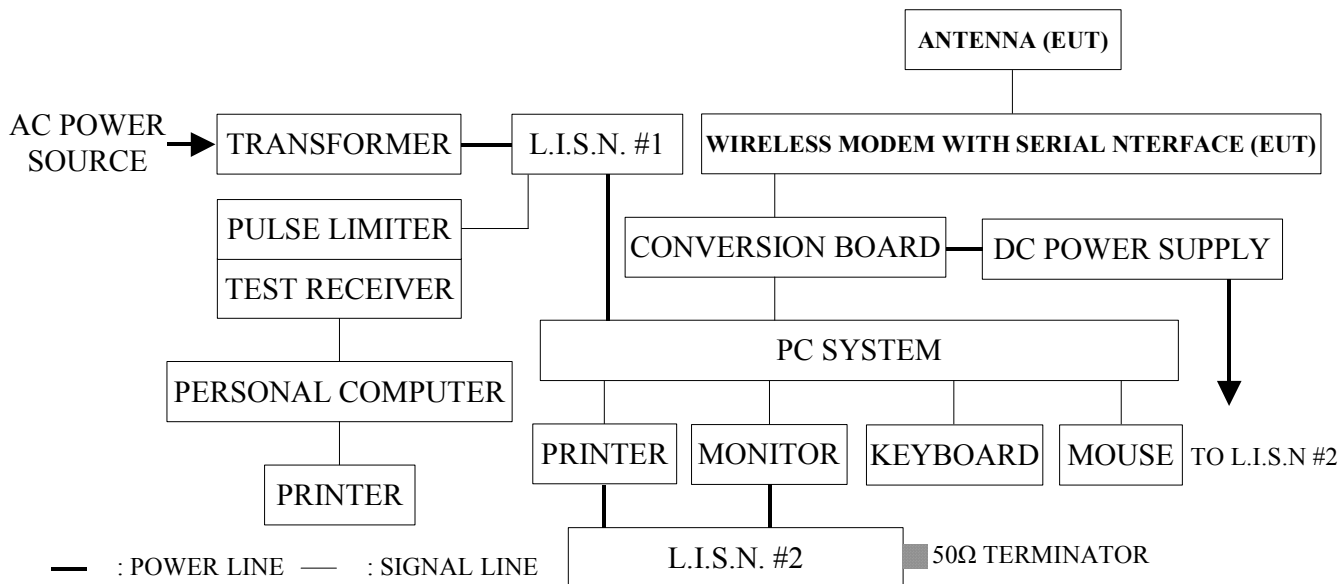 ANTENNA (EUT)
AC POWER
SOURCE
TRANSFORMER
L.I.S.N. #1
WIRELESS MODEM WITH SERIAL NTERFACE (EUT)
PULSE LIMITER
TEST RECEIVER
CONVERSION BOARD
DC POWER SUPPLY
PC SYSTEM
PERSONAL COMPUTER
PRINTER
PRINTER
MONITOR
KEYBOARD
MOUSE
TO L.I.S.N #2
L.I.S.N. #2
50Ω TERMINATOR
: POWER LINE
: SIGNAL LINE